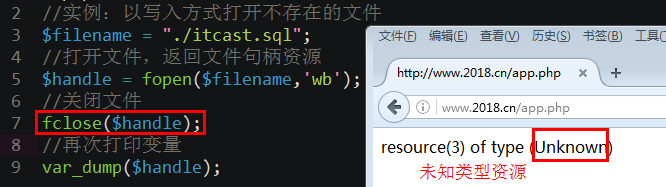 2 //实例：以写入方式打开不存在的文件
3 $filename = "./itcast.sql";
4 //打开文件，返回文件句柄资源
5 $handle = fopen($filename,'wb');
6 //关闭文件
7 fclose($handle);
8 //再次打印变量
9 var_dump($handle);
文件(F) 编辑(E) 查看(V) 历史(S) 书签(B) 工具(
http://www.2018.cn/app.php ×
www.2018.cn/app.php
resource(3) of type (Unknown)
未知类型资源